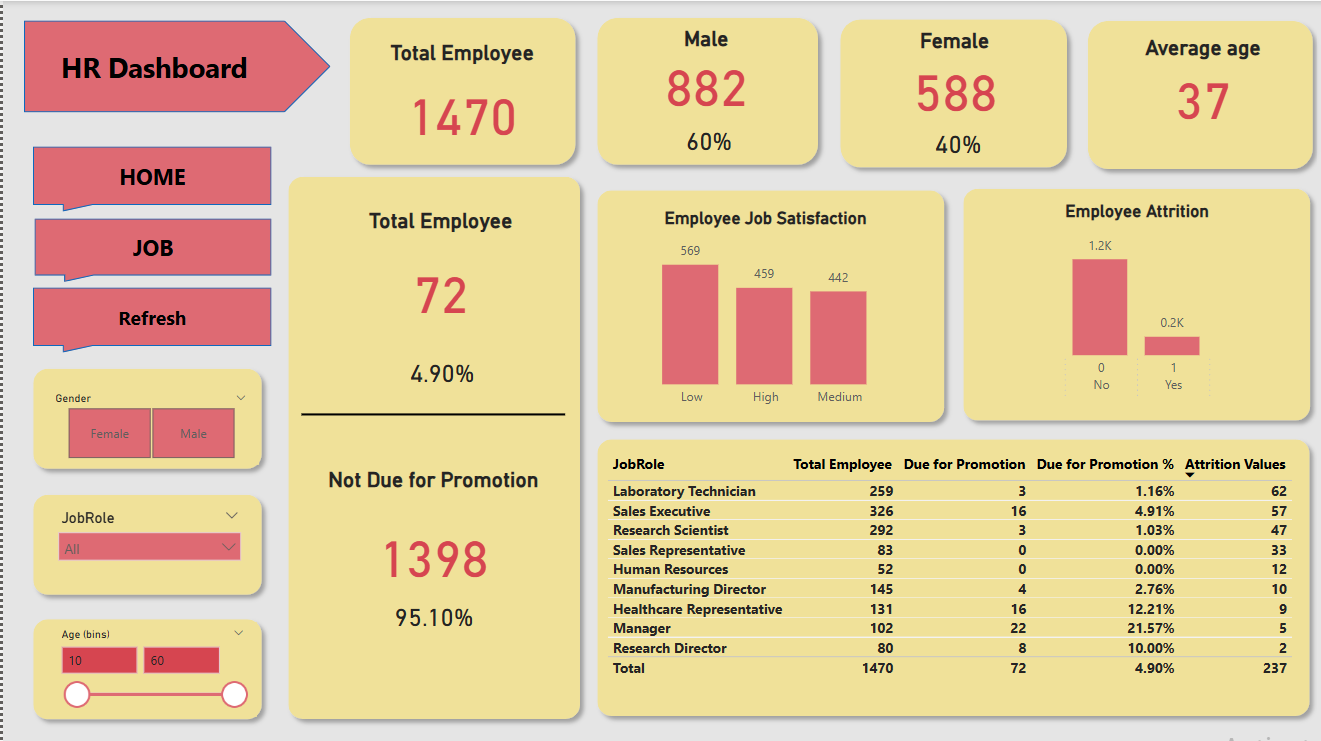 HR Dashboard
Total Employee
1470
Male
882
60%
Female
588
40%
Average age
37
HOME
JOB
Refresh
Gender
Female Male
JobRole
All
Age (bins)
10 60
Total Employee
72
4.90%
Not Due for Promotion
1398
95.10%
Employee Job Satisfaction
569 459 442
Low High Medium
Employee Attrition
1.2K 0.2K
0 1
No Yes
JobRole Total Employee Due for Promotion Due for Promotion % Attrition Values
Laboratory Technician 259 3 1.16% 62
Sales Executive 326 16 4.91% 57
Research Scientist 292 3 1.03% 47
Sales Representative 83 0 0.00% 33
Human Resources 52 0 0.00% 12
Manufacturing Director 145 4 2.76% 10
Healthcare Representative 131 16 12.21% 9
Manager 102 22 21.57% 5
Research Director 80 8 10.00% 2
Total 1470 72 4.90% 237